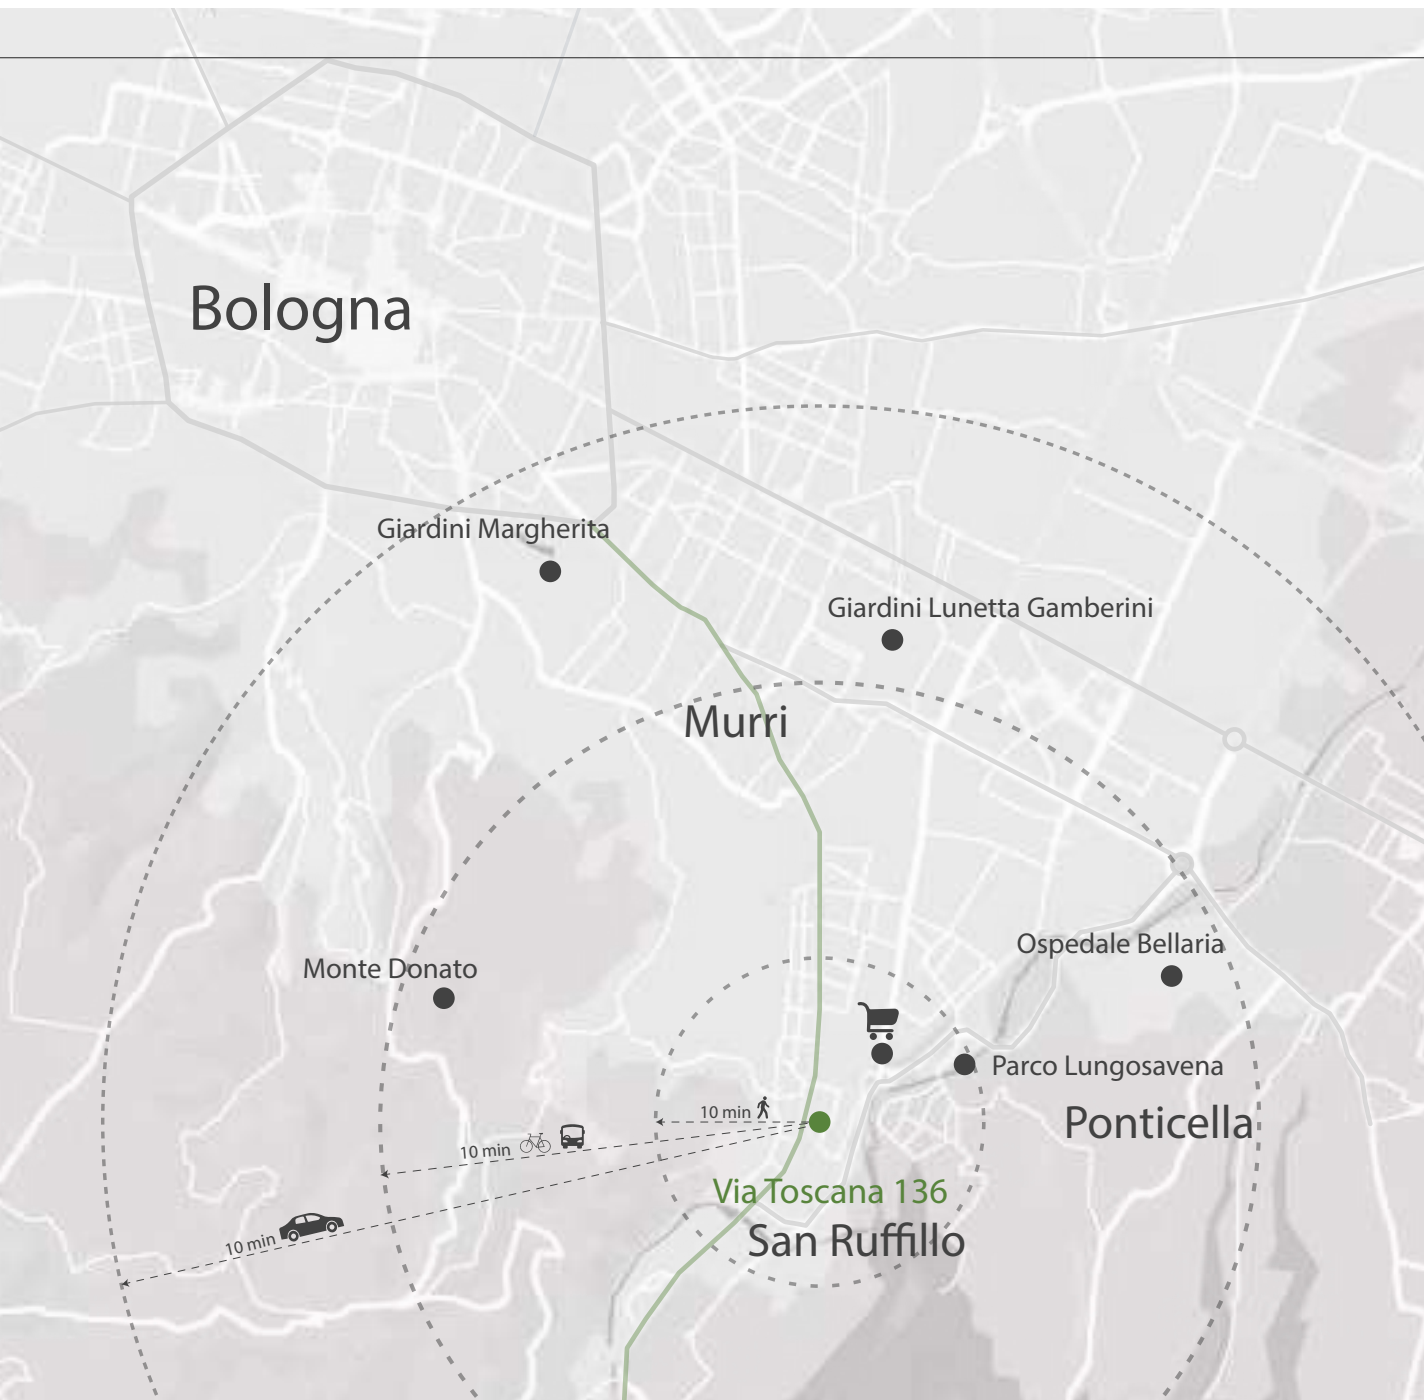 Bologna
Giardini Margherita
Giardini Lunetta Gamberini
Murri
Ospedale Bellaria
Monte Donato
Parco Lungosavena
10 min
Ponticella
10 min
Via Toscana 136
San Ruffillo
10 min